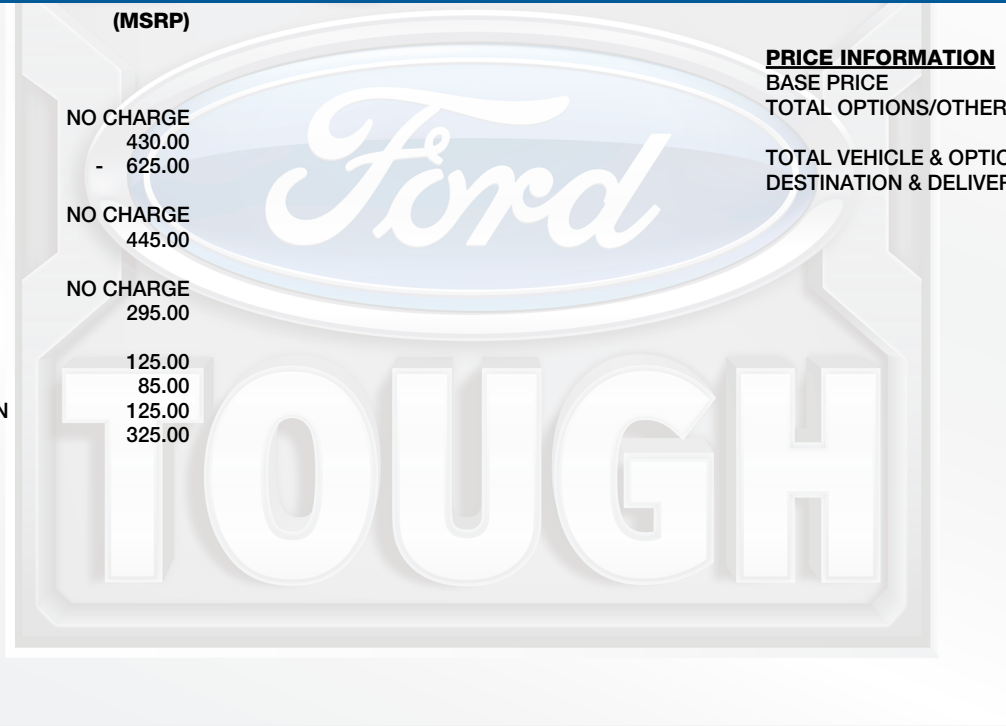 (MSRP)
NO CHARGE
430.00
- 625.00
NO CHARGE
445.00
NO CHARGE
295.00
125.00
85.00
N 125.00
325.00
PRICE INFORMATION
BASE PRICE
TOTAL OPTIONS/OTHER
TOTAL VEHICLE & OPTIO
DESTINATION & DELIVER
Ford
TOUGH